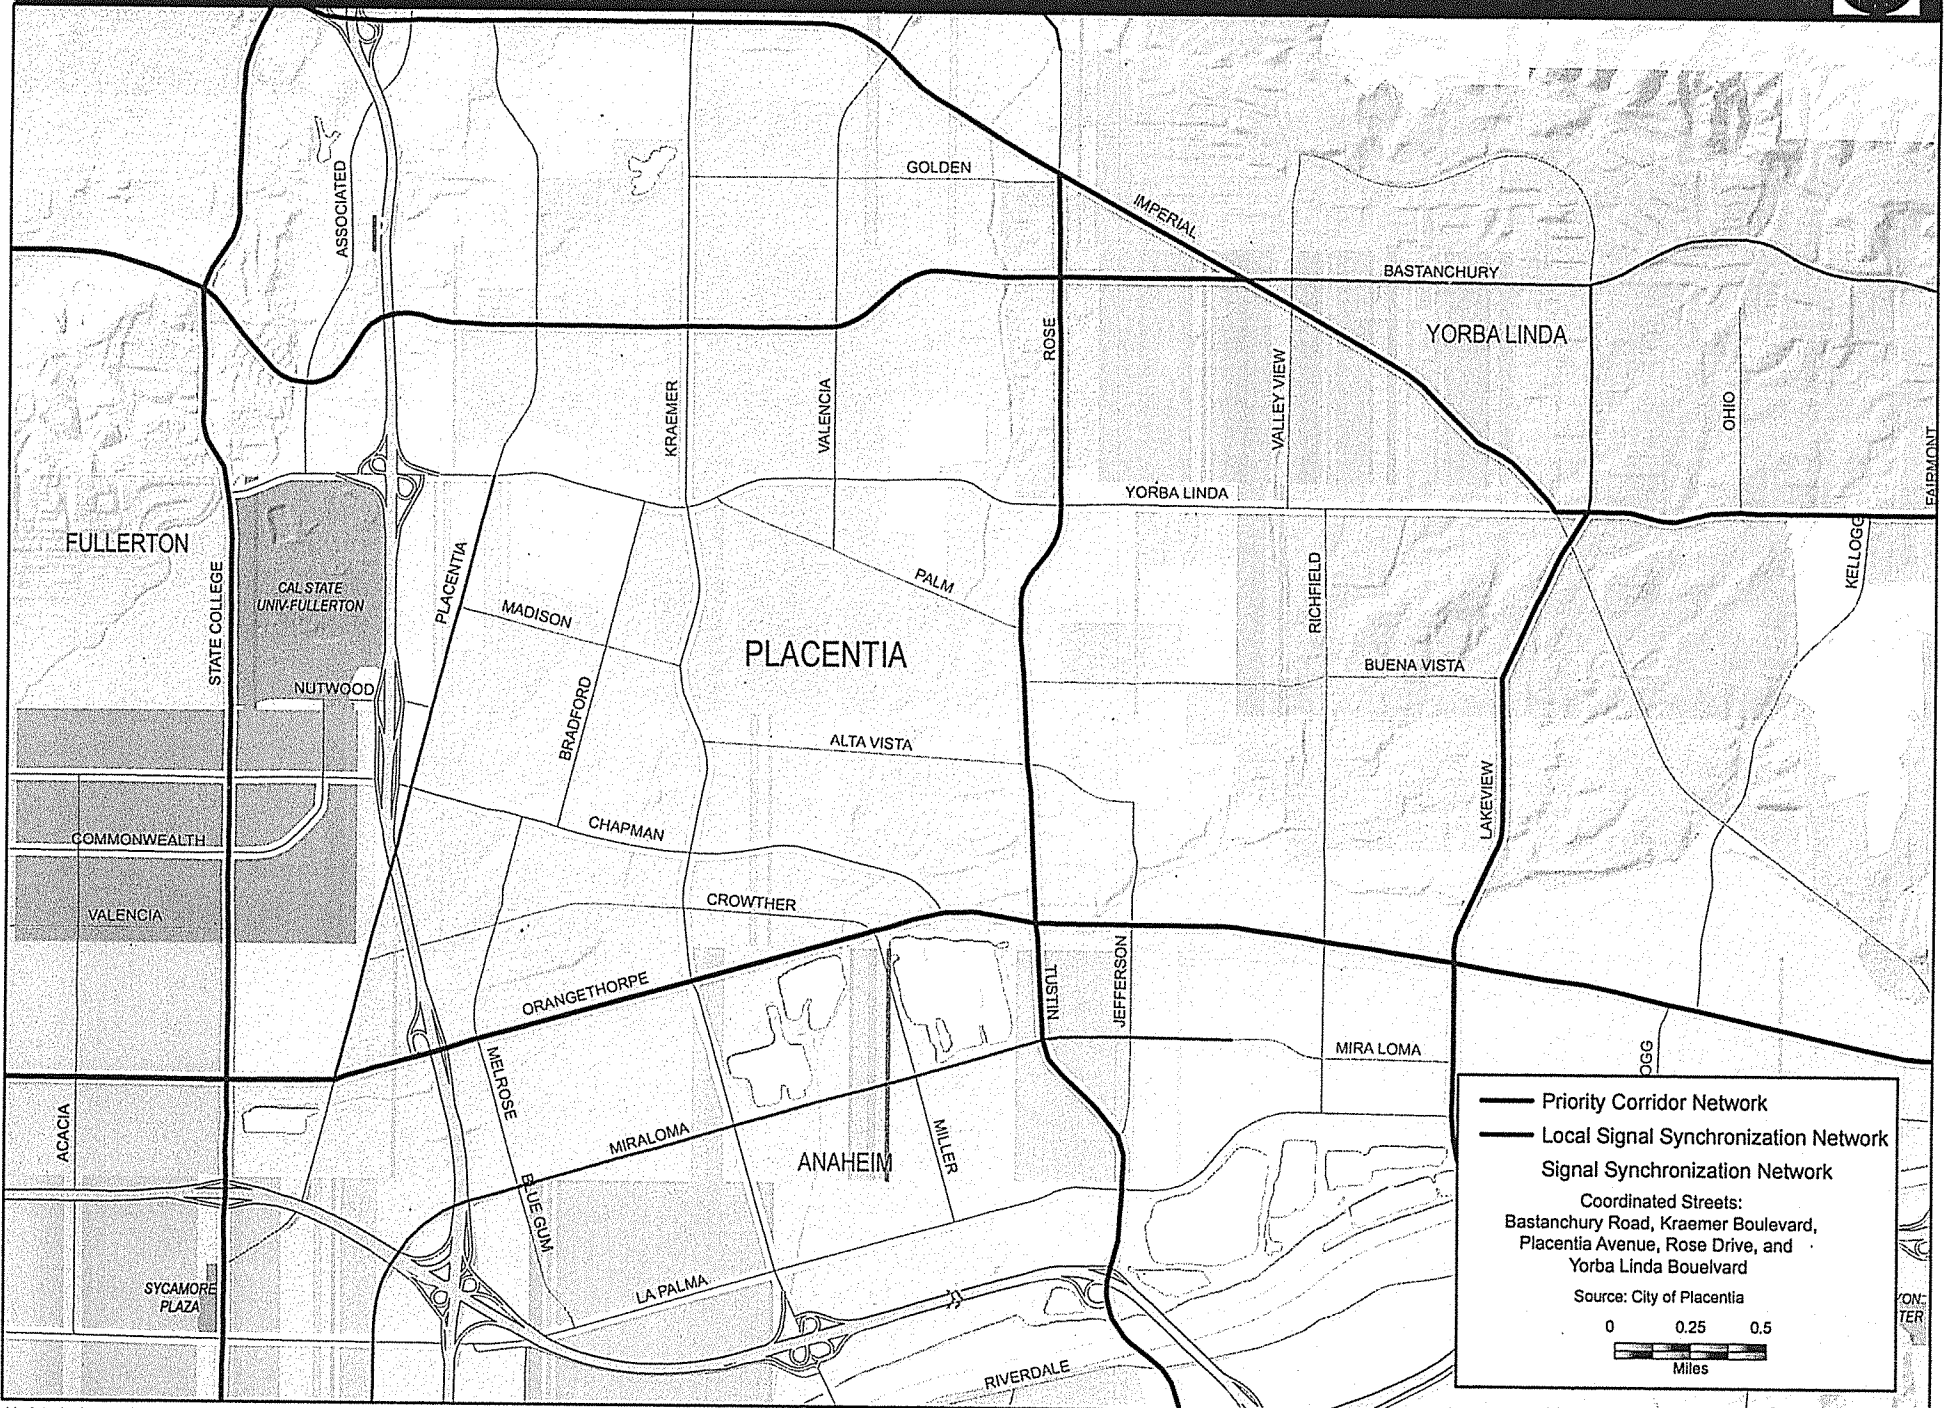 GOLDEN
IMPERIAL
ASSOCIATED
BASTANCHURY
YORBA LINDA
ROSE
VALLEY VIEW
KRAEMER
VALENCIA
OHIO
FAIRMONT
YORBA LINDA
FULLERTON
STATE COLLEGE
CAL STATE
UNIV-FULLERTON
PLACENTIA
MADISON
PALM
RICHFIELD
KELLOGG
PLACENTIA
NUTWOOD
BRADFORD
BUENA VISTA
ALTA VISTA
LAKEVIEW
COMMONWEALTH
CHAPMAN
VALENCIA
CROWTHER
ORANGETHORPE
TUSTIN
JEFFERSON
MELROSE
MIRA LOMA
OGG
ACACIA
MIRALOMA
MILLER
ANAHEIM
BLUE GUM
SYCAMORE
PLAZA
LA PALMA
RIVERDALE
Priority Corridor Network
Local Signal Synchronization Network
Signal Synchronization Network
Coordinated Streets:
Bastanchury Road, Kraemer Boulevard,
Placentia Avenue, Rose Drive, and
Yorba Linda Bouelvard
Source: City of Placentia
0 0.25 0.5
Miles
YON
TER